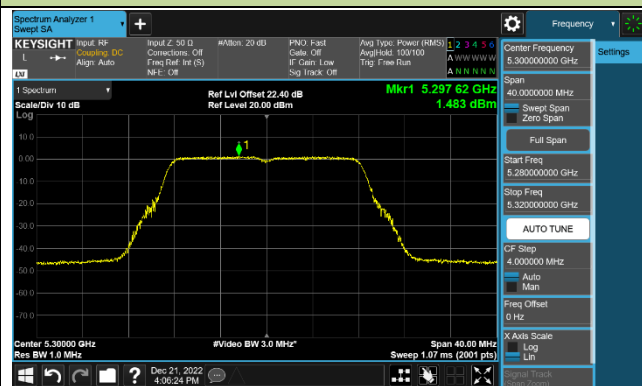 Spectrum Analyzer 1
Swept SA
Frequency
KEYSIGHT
Input: RF
Coupling: DC
Align: Auto
Input Z: 50 Ω
Corrections: Off
Freq Ref: Int (S)
NFE: Off
#Atten: 20 dB
PNO: Fast
Gate: Off
IF Gain: Low
Sig Track: Off
Avg Type: Power (RMS)
Avg|Hold: 100/100
Trig: Free Run
1 2 3 4 5 6
A W W W W W
A N N N N N
L
LXI
1 Spectrum
Scale/Div 10 dB
Log
Ref Lvl Offset 22.40 dB
Ref Level 20.00 dBm
Mkr1 5.297 62 GHz
1.483 dBm
1
10.0
0.00
-10.0
-20.0
-30.0
-40.0
-50.0
-60.0
-70.0
Center 5.30000 GHz
Res BW 1.0 MHz
#Video BW 3.0 MHz*
Span 40.00 MHz
Sweep 1.07 ms (2001 pts)
Dec 21, 2022
4:06:24 PM
Center Frequency
5.300000000 GHz
Settings
Span
40.0000000 MHz
Swept Span
Zero Span
Full Span
Start Freq
5.280000000 GHz
Stop Freq
5.320000000 GHz
AUTO TUNE
CF Step
4.000000 MHz
Auto
Man
Freq Offset
0 Hz
X Axis Scale
Log
Lin
Signal Track
(Span Zoom)